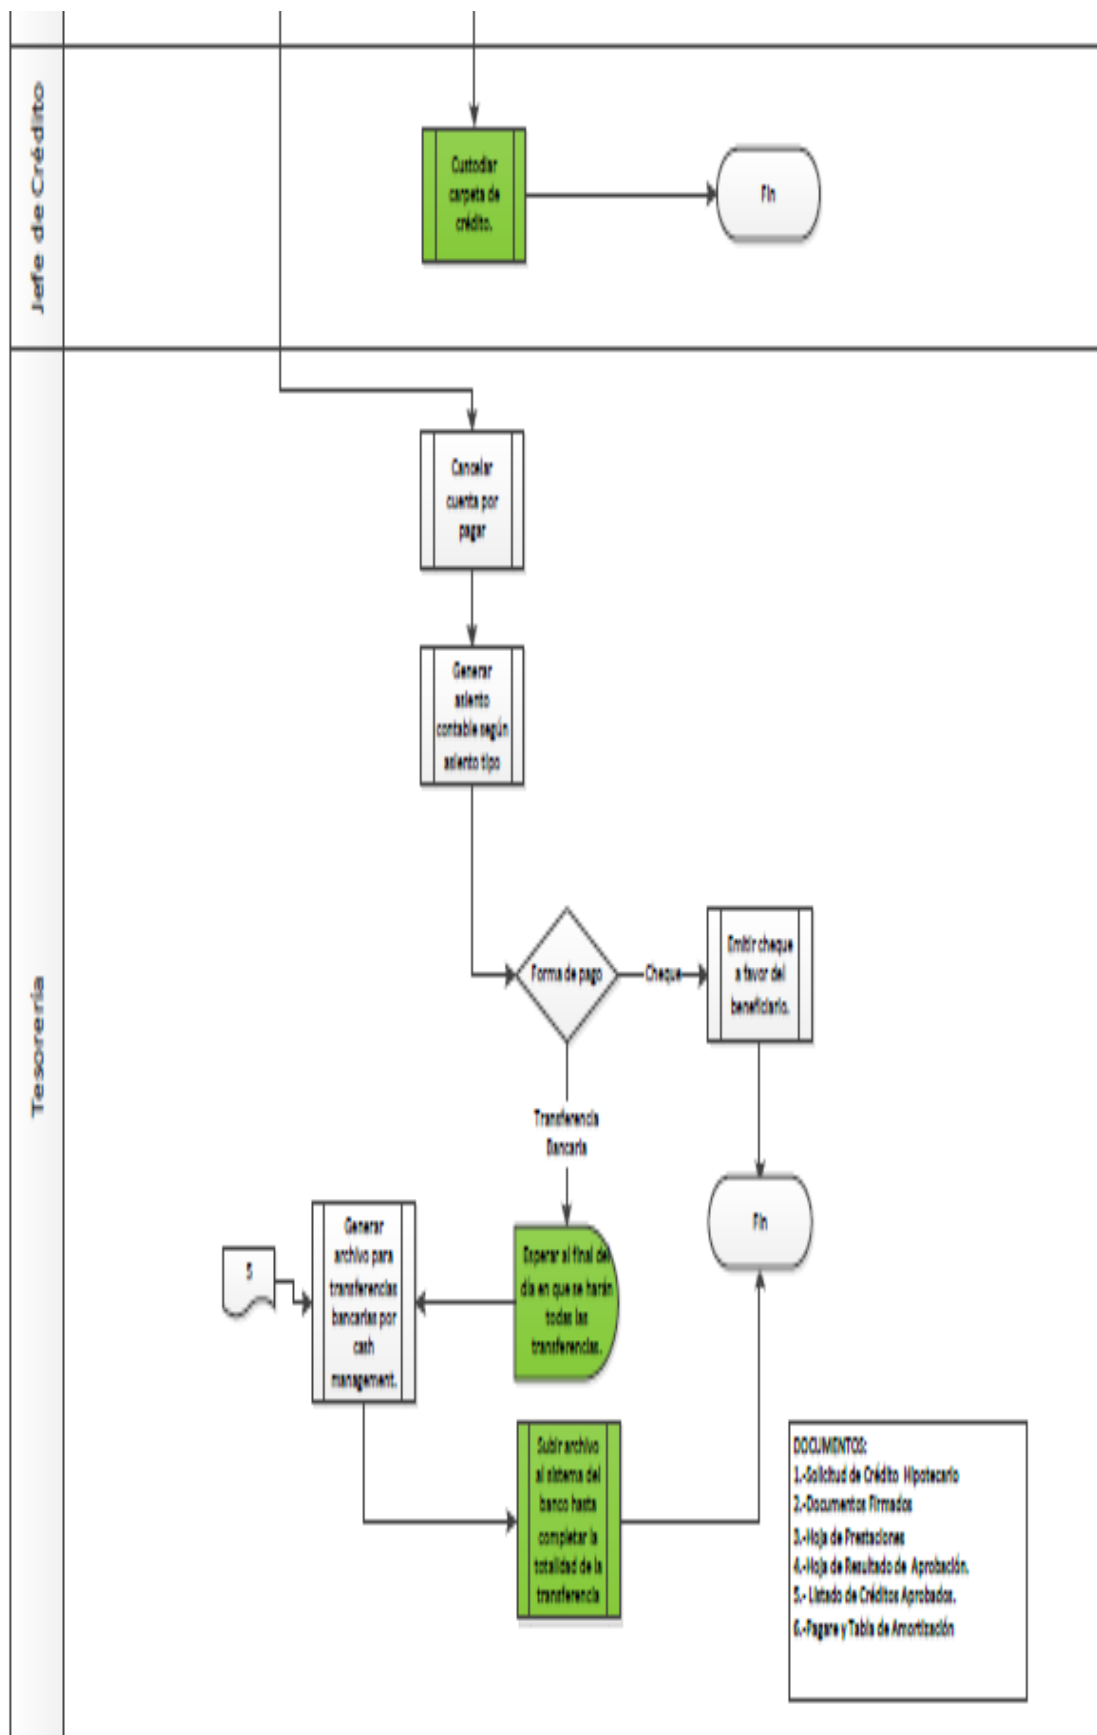 Jefe de Crédito
Custodiar
carpeta de
crédito.
Fin
Tesorería
Cancelar
cuenta por
pagar
Generar
asiento
contable según
asiento tipo
Forma de pago
Cheque
Emitir cheque
a favor del
beneficiario.
Transferencia
Bancaria
Fin
Esperar al final del
día en que se harán
todas las
transferencias.
5
Generar
archivo para
transferencias
bancarias por
cash
management.
Subir archivo
al sistema del
banco hasta
completar la
totalidad de la
transferencia
DOCUMENTOS:
1.-Solicitud de Crédito Hipotecario
2.-Documentos Firmados
3.-Hoja de Prestaciones
4.-Hoja de Resultado de Aprobación.
5.- Listado de Créditos Aprobados.
6.-Pagare y Tabla de Amortización